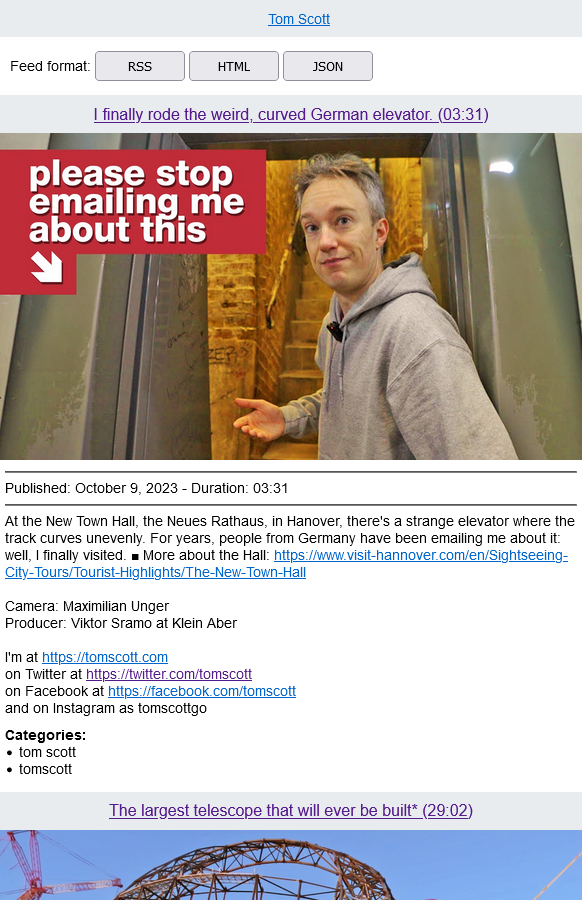 Tom Scott
Feed format: RSS HTML JSON
I finally rode the weird, curved German elevator. (03:31)
please stop
emailing me
about this
Published: October 9, 2023 - Duration: 03:31
At the New Town Hall, the Neues Rathaus, in Hanover, there's a strange elevator where the
track curves unevenly. For years, people from Germany have been emailing me about it:
well, I finally visited. ■ More about the Hall: https://www.visit-hannover.com/en/Sightseeing-
City-Tours/Tourist-Highlights/The-New-Town-Hall
Camera: Maximilian Unger
Producer: Viktor Sramo at Klein Aber
I'm at https://tomscott.com
on Twitter at https://twitter.com/tomscott
on Facebook at https://facebook.com/tomscott
and on Instagram as tomscottgo
Categories:
• tom scott
• tomscott
The largest telescope that will ever be built* (29:02)